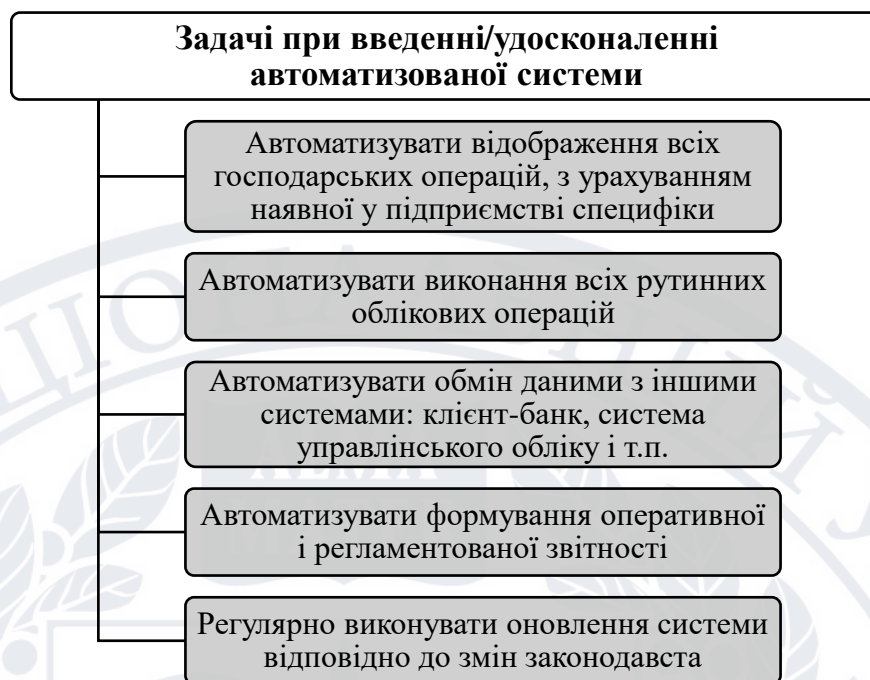 Задачі при введенні/удосконаленні
автоматизованої системи
Автоматизувати відображення всіх
господарських операцій, з урахуванням
наявної у підприємстві специфіки
Автоматизувати виконання всіх рутинних
облікових операцій
Автоматизувати обмін даними з іншими
системами: клієнт-банк, система
управлінського обліку і т.п.
Автоматизувати формування оперативної
і регламентованої звітності
Регулярно виконувати оновлення системи
відповідно до змін законодавста